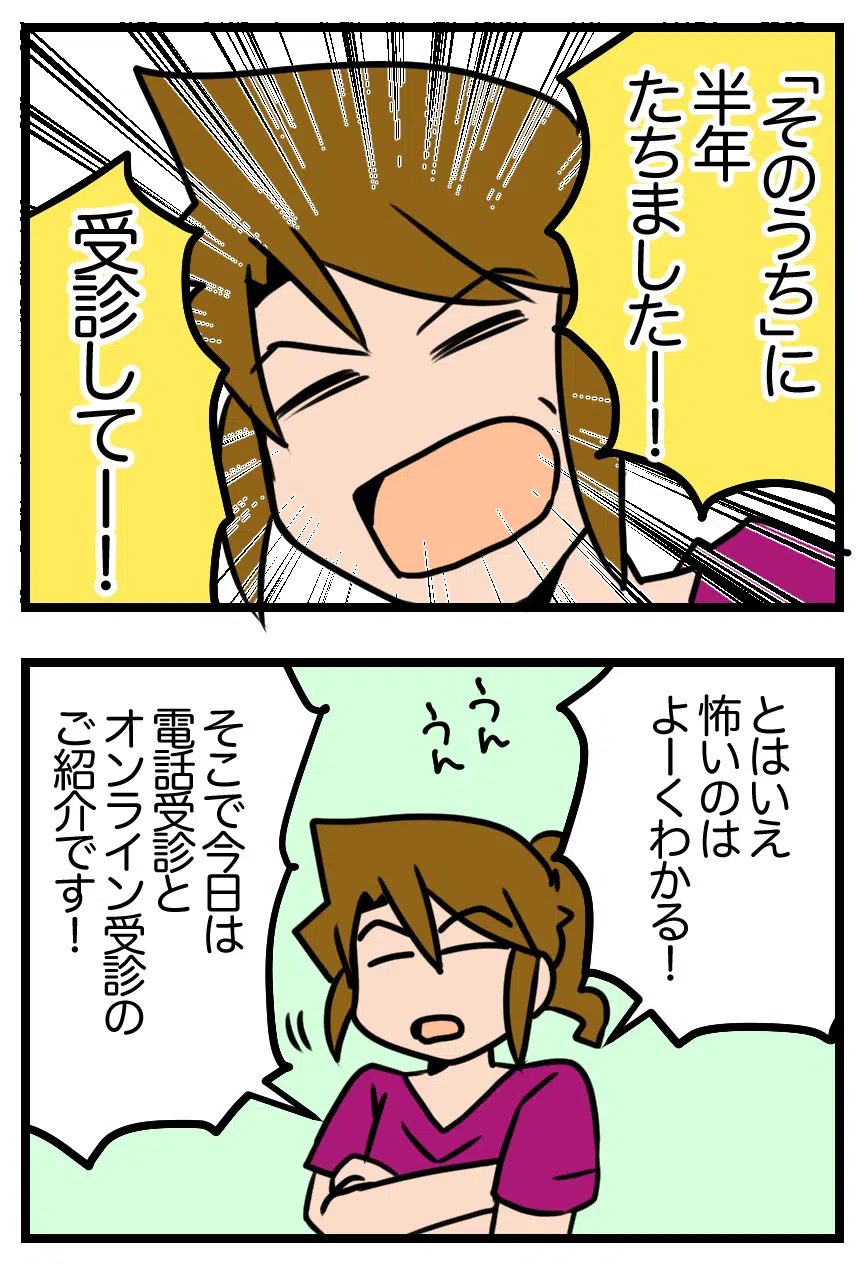 「そのうち」に
半年
たちましたー！
受診してー！
とはいえ
怖いのは
よーくわかる！
うん
うん
そこで今日は
電話受診と
オンライン受診の
ご紹介です！